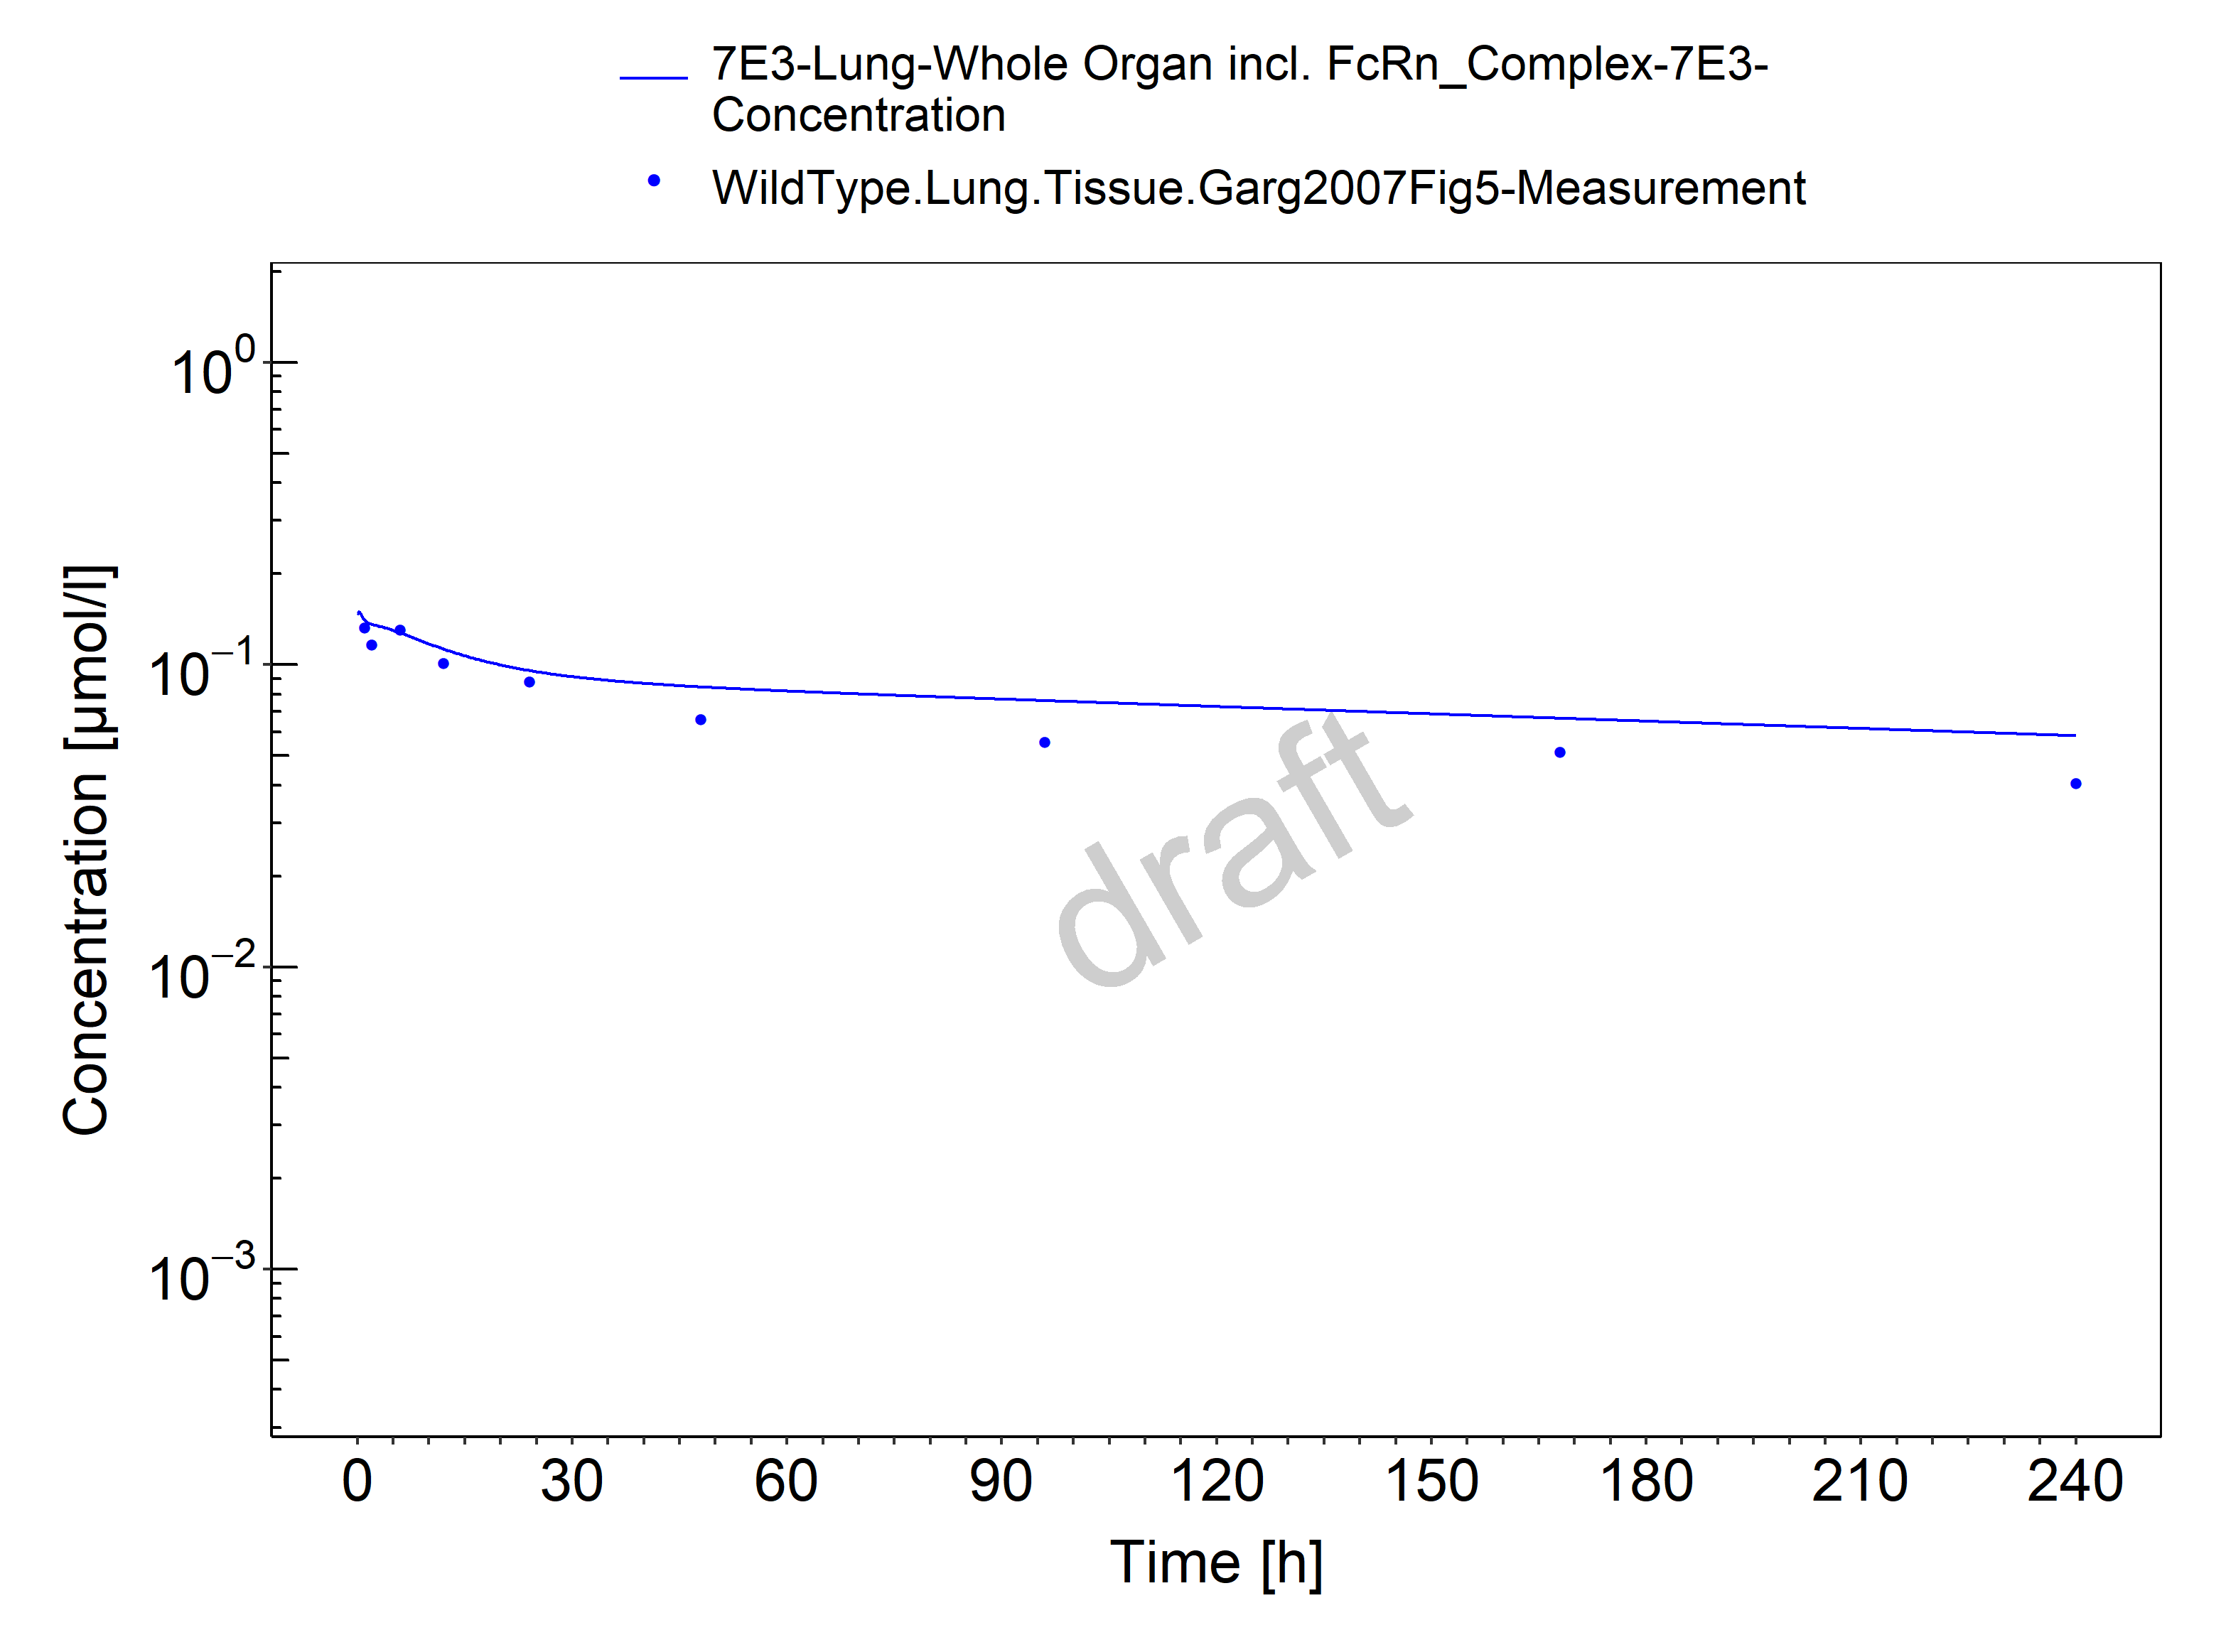 7E3-Lung-Whole Organ incl. FcRn_Complex-7E3-
Concentration
WildType.Lung.Tissue.Garg2007Fig5-Measurement
10⁰
10⁻¹
10⁻²
10⁻³
Concentration [µmol/l]
draft
0 30 60 90 120 150 180 210 240
Time [h]